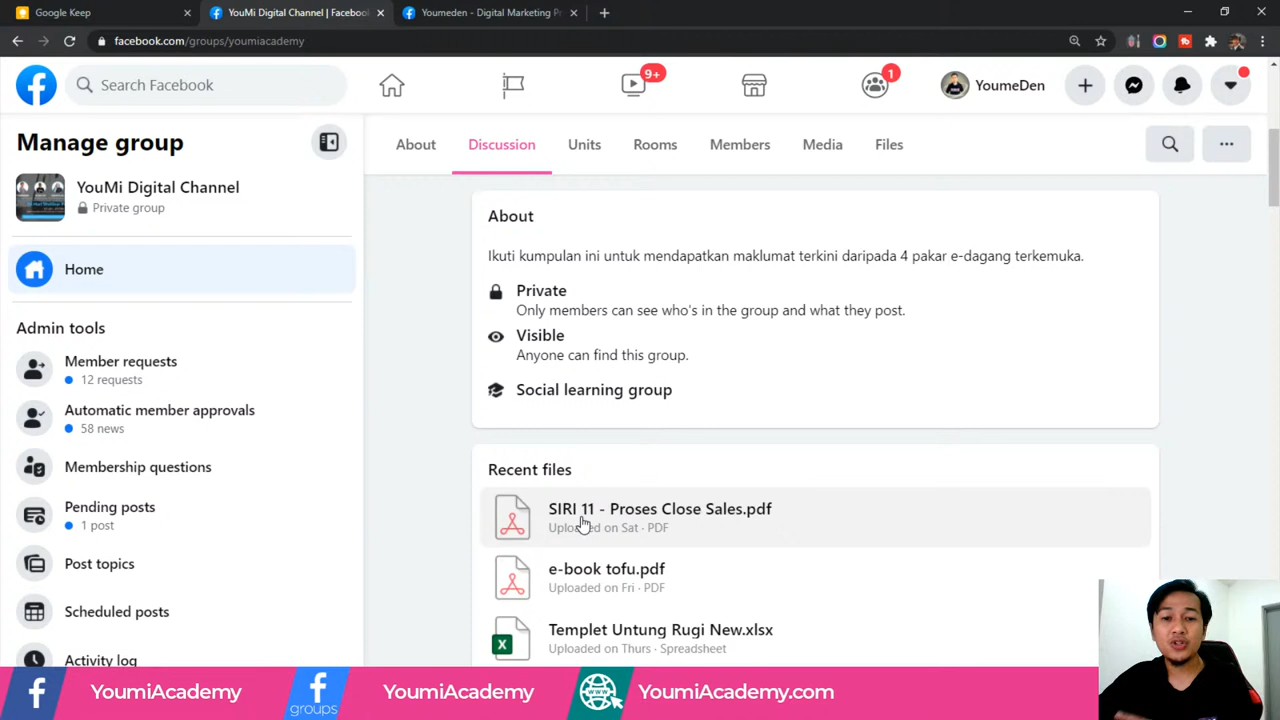 Google Keep
YouMi Digital Channel | Facebook
Youmeden - Digital Marketing P
facebook.com/groups/youmiacademy
Search Facebook
9+
1
YoumeDen
Manage group
YouMi Digital Channel
Private group
Home
Admin tools
Member requests
12 requests
Automatic member approvals
58 news
Membership questions
Pending posts
1 post
Post topics
Scheduled posts
Activity log
About
Discussion
Units
Rooms
Members
Media
Files
About
Ikuti kumpulan ini untuk mendapatkan maklumat terkini daripada 4 pakar e-dagang terkemuka.
Private
Only members can see who's in the group and what they post.
Visible
Anyone can find this group.
Social learning group
Recent files
SIRI 11 - Proses Close Sales.pdf
Uploaded on Sat · PDF
e-book tofu.pdf
Uploaded on Fri · PDF
Templet Untung Rugi New.xlsx
Uploaded on Thurs · Spreadsheet
YoumiAcademy
groups
YoumiAcademy
WWW
YoumiAcademy.com